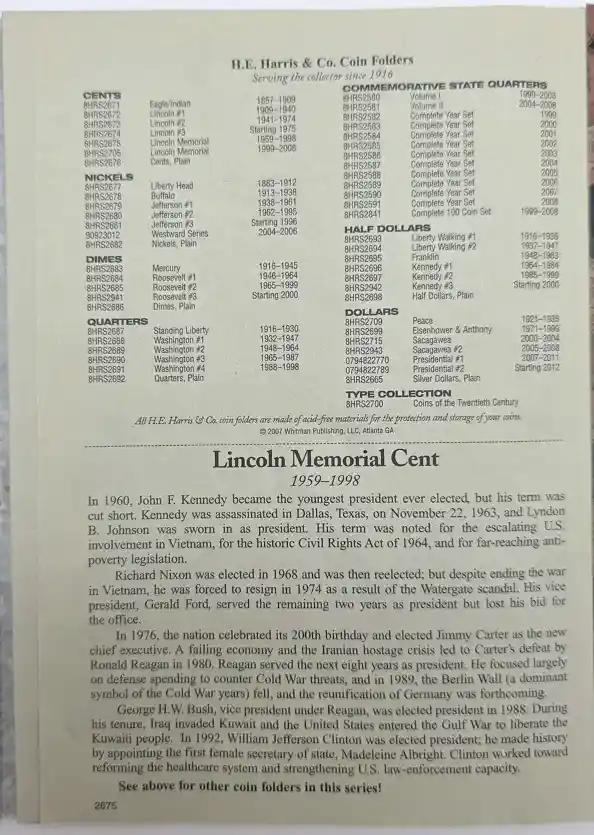 H.E. Harris & Co. Coin Folders
Serving the collector since 1916
CENTS
8HRS2671 Eagle/Indian 1857–1909
8HRS2672 Lincoln #1 1909–1940
8HRS2673 Lincoln #2 1941–1974
8HRS2674 Lincoln #3 Starting 1975
8HRS2675 Lincoln Memorial 1959–1998
8HRS2705 Lincoln Memorial 1999–2008
8HRS2676 Cents, Plain
NICKELS
8HRS2677 Liberty Head 1883–1912
8HRS2678 Buffalo 1913–1938
8HRS2679 Jefferson #1 1938–1961
8HRS2680 Jefferson #2 1962–1995
8HRS2681 Jefferson #3 Starting 1996
90923012 Westward Series 2004–2006
8HRS2682 Nickels, Plain
DIMES
8HRS2683 Mercury 1916–1945
8HRS2684 Roosevelt #1 1946–1964
8HRS2685 Roosevelt #2 1965–1999
8HRS2941 Roosevelt #3 Starting 2000
8HRS2686 Dimes, Plain
QUARTERS
8HRS2687 Standing Liberty 1916–1930
8HRS2688 Washington #1 1932–1947
8HRS2689 Washington #2 1948–1964
8HRS2690 Washington #3 1965–1987
8HRS2691 Washington #4 1988–1998
8HRS2692 Quarters, Plain
COMMEMORATIVE STATE QUARTERS
8HRS2580 Volume I 1999–2003
8HRS2581 Volume II 2004–2008
8HRS2582 Complete Year Set 1999
8HRS2583 Complete Year Set 2000
8HRS2584 Complete Year Set 2001
8HRS2585 Complete Year Set 2002
8HRS2586 Complete Year Set 2003
8HRS2587 Complete Year Set 2004
8HRS2588 Complete Year Set 2005
8HRS2589 Complete Year Set 2006
8HRS2590 Complete Year Set 2007
8HRS2591 Complete Year Set 2008
8HRS2841 Complete 100 Coin Set 1999–2008
HALF DOLLARS
8HRS2693 Liberty Walking #1 1916–1936
8HRS2694 Liberty Walking #2 1937–1947
8HRS2695 Franklin 1948–1963
8HRS2696 Kennedy #1 1964–1984
8HRS2697 Kennedy #2 1985–1999
8HRS2942 Kennedy #3 Starting 2000
8HRS2698 Half Dollars, Plain
DOLLARS
8HRS2709 Peace 1921–1935
8HRS2699 Eisenhower & Anthony 1971–1999
8HRS2715 Sacagawea 2000–2004
8HRS2943 Sacagawea #2 2005–2008
0794822770 Presidential #1 2007–2011
0794822789 Presidential #2 Starting 2012
8HRS2665 Silver Dollars, Plain
TYPE COLLECTION
8HRS2700 Coins of the Twentieth Century
All H.E. Harris & Co. coin folders are made of acid-free materials for the protection and storage of your coins.
© 2007 Whitman Publishing, LLC, Atlanta GA
Lincoln Memorial Cent
1959–1998
In 1960, John F. Kennedy became the youngest president ever elected, but his term was
cut short. Kennedy was assassinated in Dallas, Texas, on November 22, 1963, and Lyndon
B. Johnson was sworn in as president. His term was noted for the escalating U.S.
involvement in Vietnam, for the historic Civil Rights Act of 1964, and for far-reaching anti-
poverty legislation.
Richard Nixon was elected in 1968 and was then reelected; but despite ending the war
in Vietnam, he was forced to resign in 1974 as a result of the Watergate scandal. His vice
president, Gerald Ford, served the remaining two years as president but lost his bid for
the office.
In 1976, the nation celebrated its 200th birthday and elected Jimmy Carter as the new
chief executive. A failing economy and the Iranian hostage crisis led to Carter's defeat by
Ronald Reagan in 1980. Reagan served the next eight years as president. He focused largely
on defense spending to counter Cold War threats, and in 1989, the Berlin Wall (a dominant
symbol of the Cold War years) fell, and the reunification of Germany was forthcoming.
George H.W. Bush, vice president under Reagan, was elected president in 1988. During
his tenure, Iraq invaded Kuwait and the United States entered the Gulf War to liberate the
Kuwaiti people. In 1992, William Jefferson Clinton was elected president; he made history
by appointing the first female secretary of state, Madeleine Albright. Clinton worked toward
reforming the healthcare system and strengthening U.S. law-enforcement capacity.
See above for other coin folders in this series!
2675